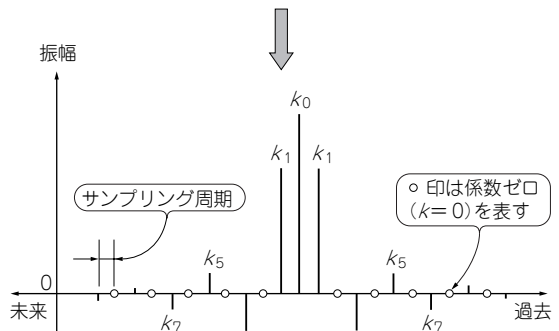 振幅
k0
k1
k1
サンプリング周期
○印は係数ゼロ
(k=0)を表す
k5
k5
0
未来
過去
k7
k7